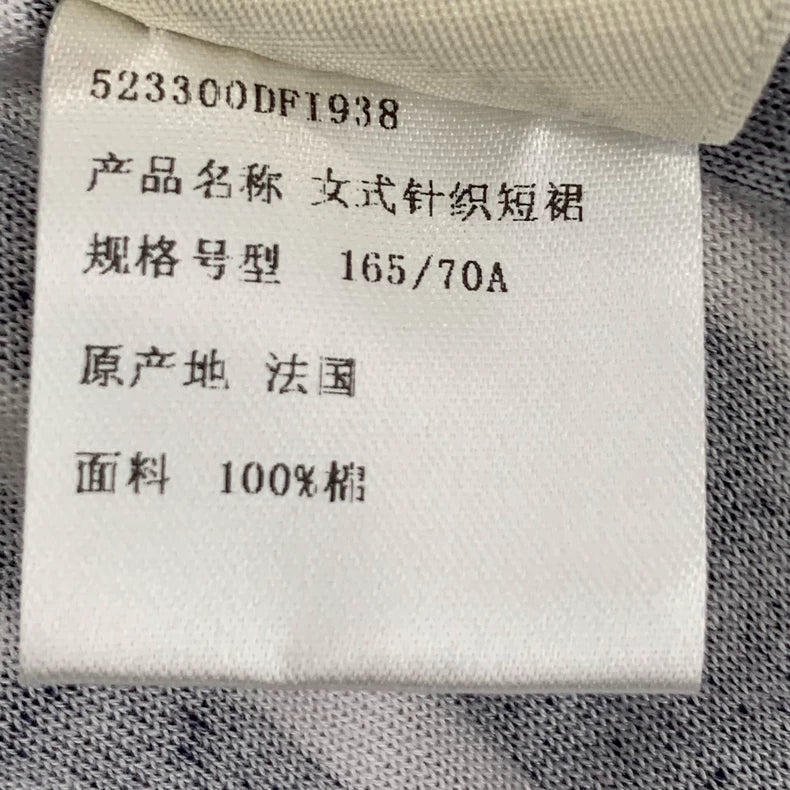 523300DFI938
产品名称 女式针织短裙
规格号型 165/70A
原产地 法国
面料 100%棉